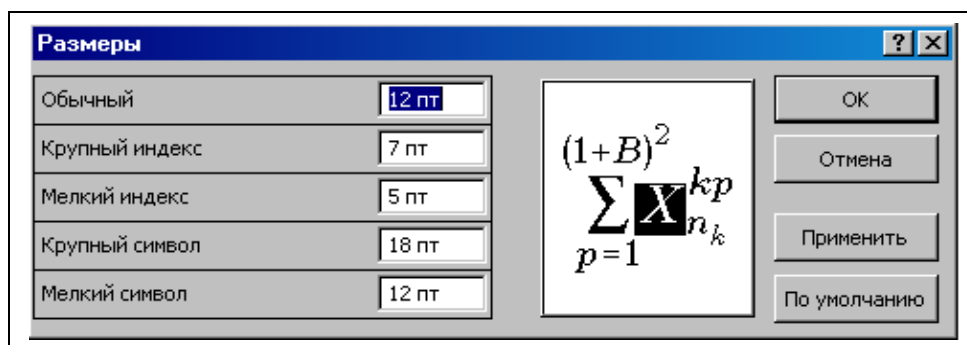 Размеры
Обычный 12 пт
Крупный индекс 7 пт
Мелкий индекс 5 пт
Крупный символ 18 пт
Мелкий символ 12 пт
(1+B)²
∑ X kp n k
p=1
OK
Отмена
Применить
По умолчанию